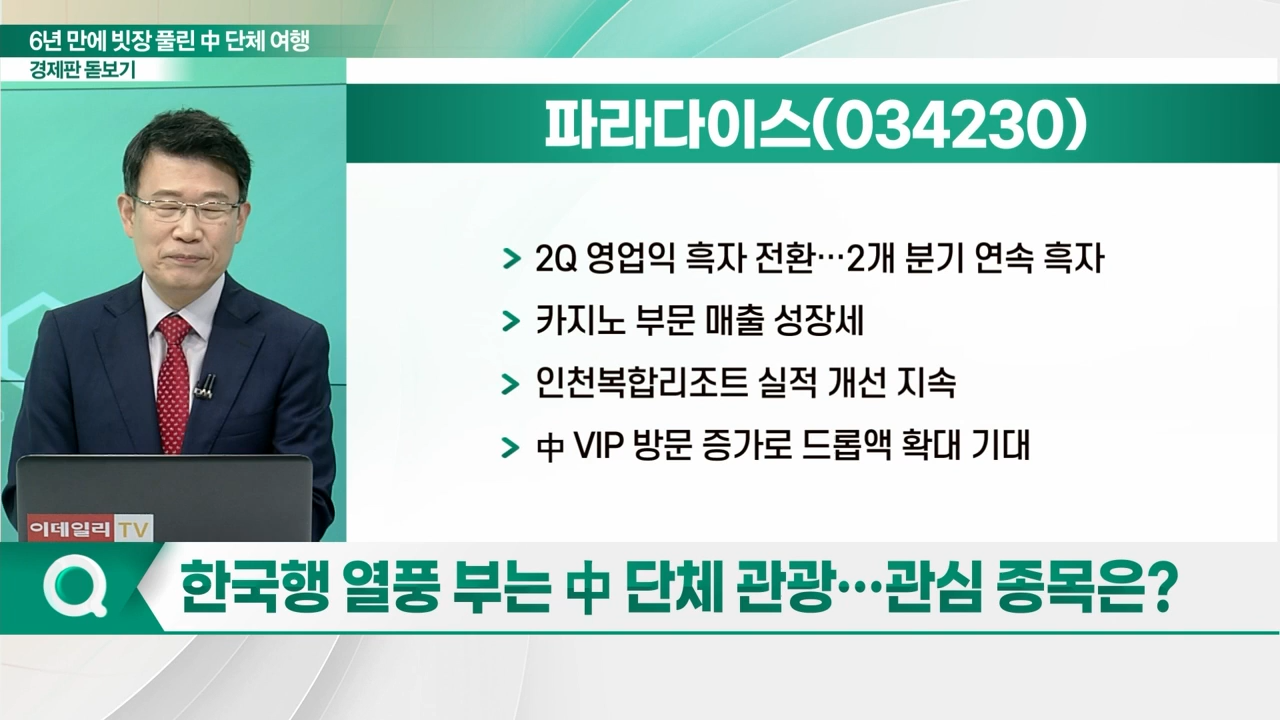 6년 만에 빗장 풀린 中 단체 여행
경제판 돋보기
파라다이스(034230)
> 2Q 영업익 흑자 전환…2개 분기 연속 흑자
> 카지노 부문 매출 성장세
> 인천복합리조트 실적 개선 지속
> 中 VIP 방문 증가로 드롭액 확대 기대
이데일리 TV
Q 한국행 열풍 부는 中 단체 관광…관심 종목은?